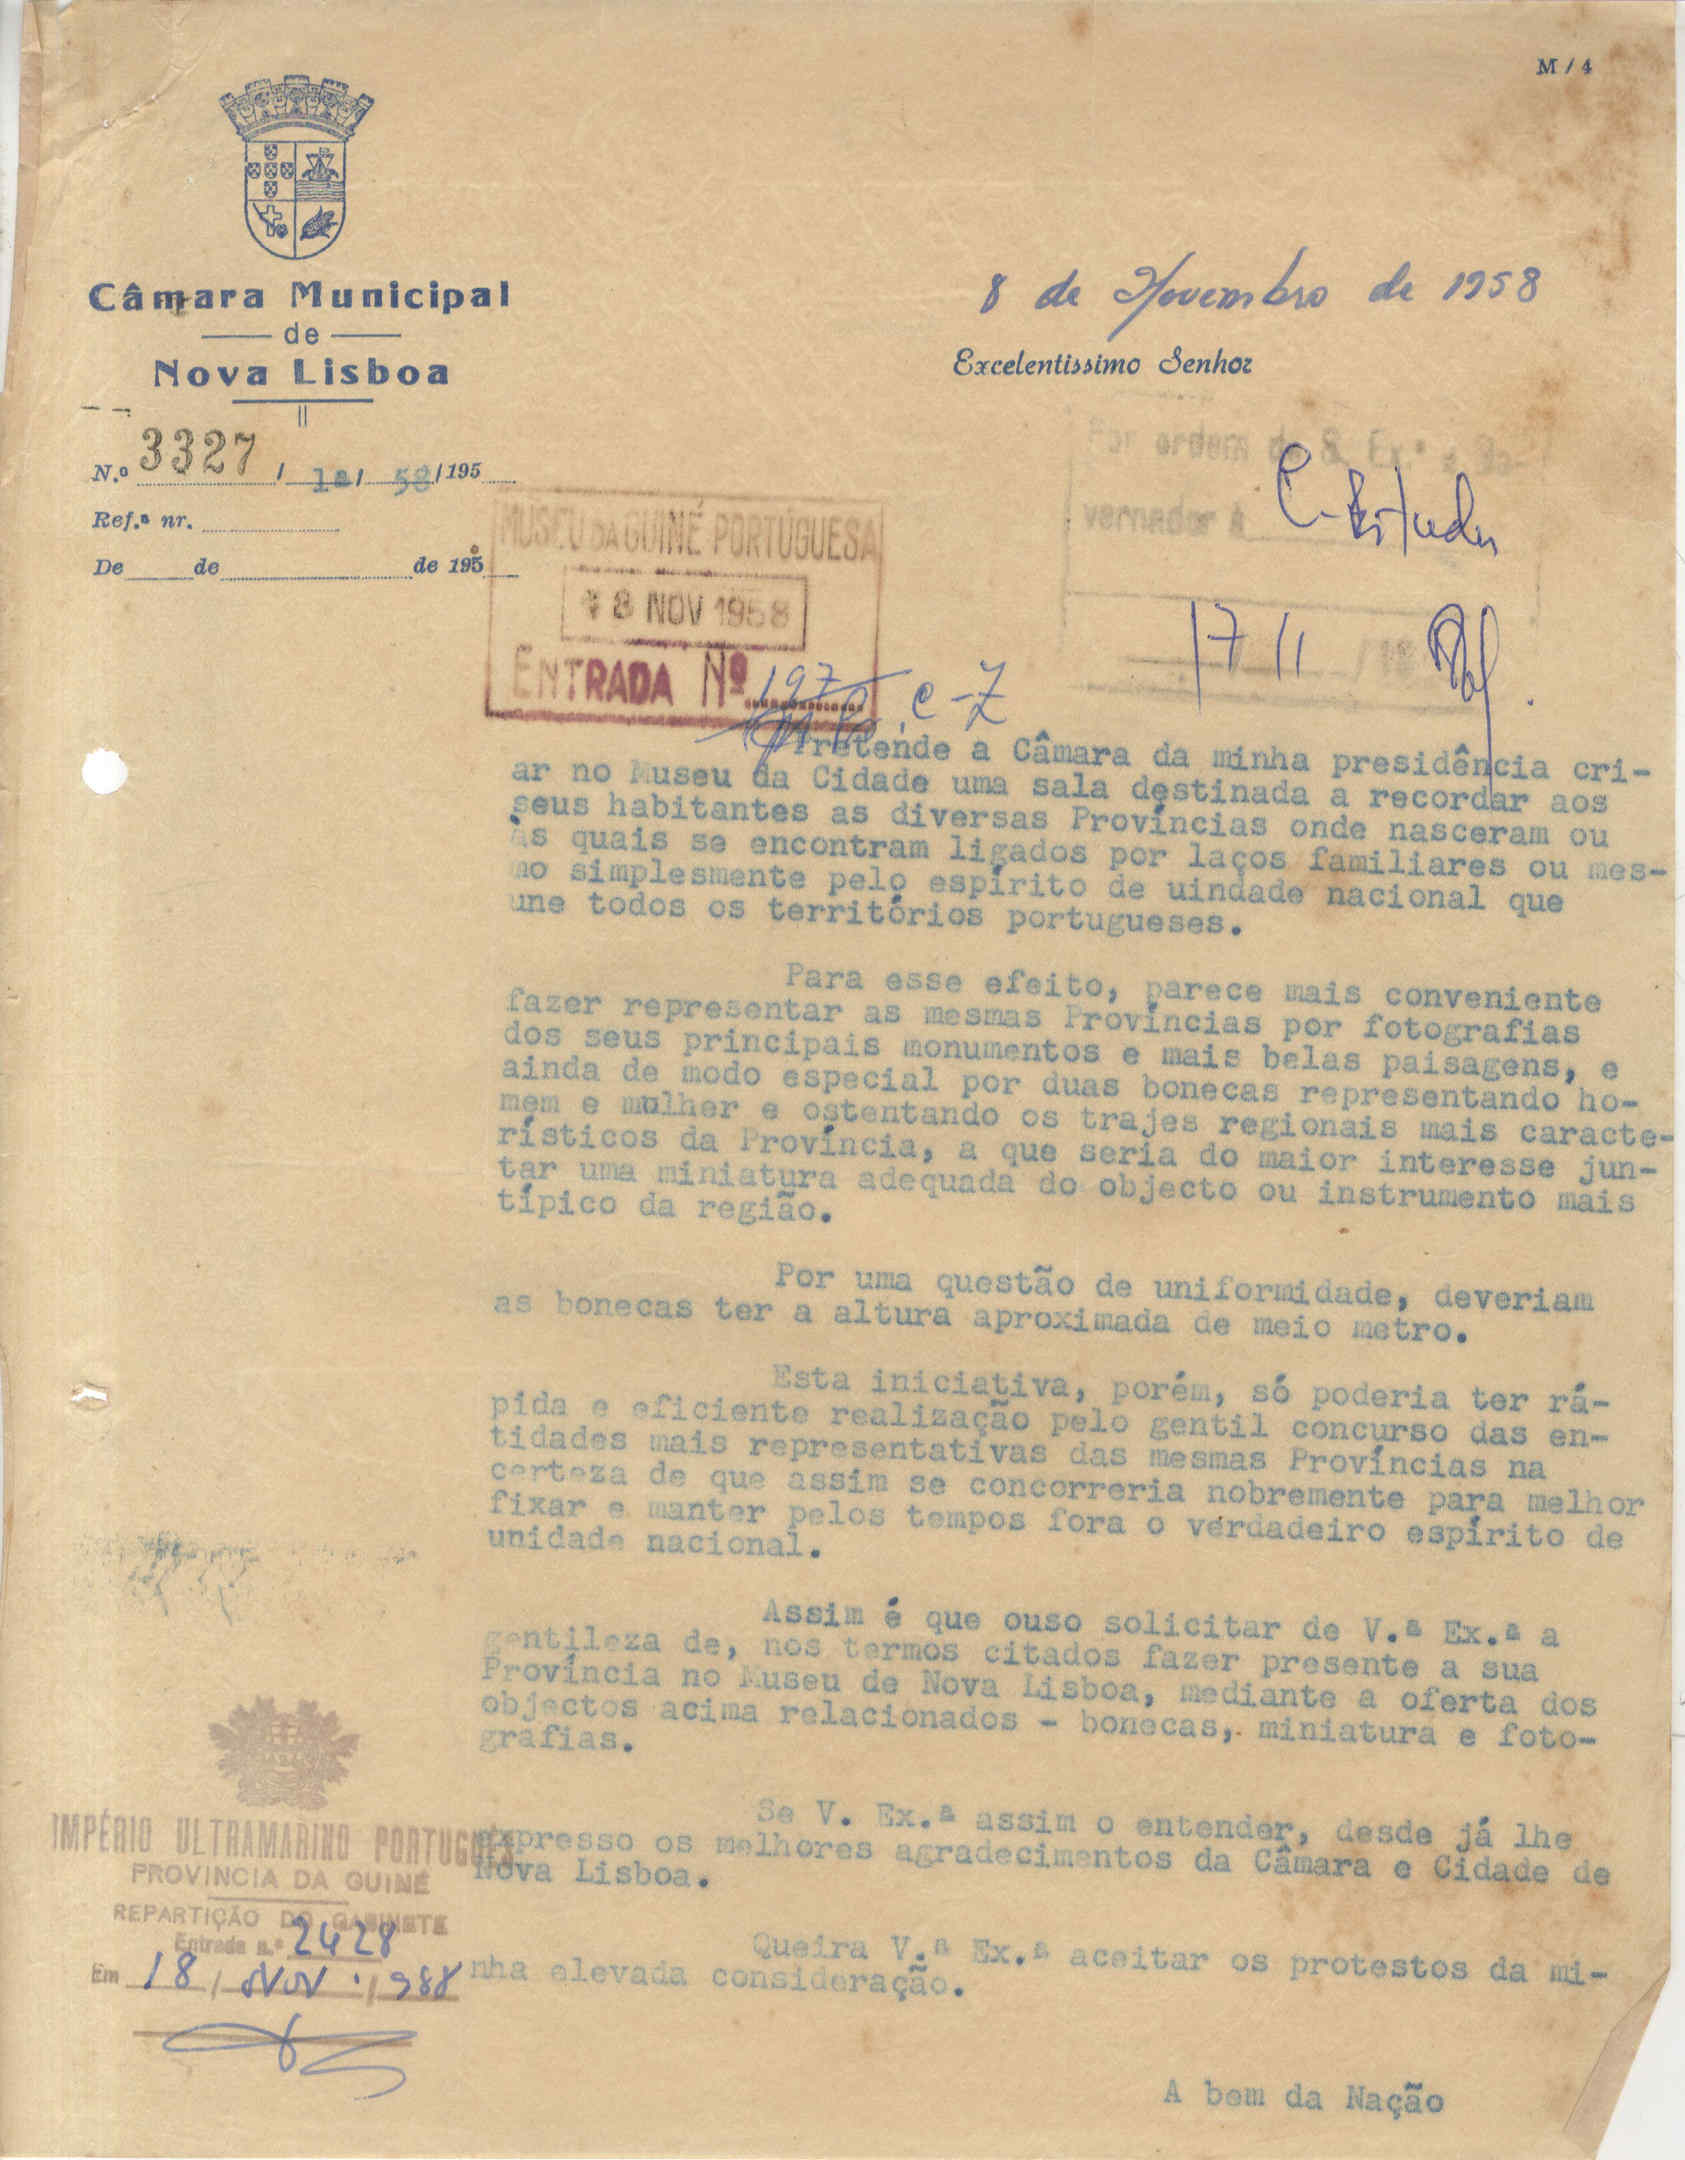 M / 4
Câmara Municipal
de
Nova Lisboa
8 de Novembro de 1958
Excelentissimo Senhor
N.º 3327 / 1a / 58 / 195
Ref.ª nr.
De de de 195
Por ordem de S. Ex.ª o Go-
vernador à C. Estudos
17 11
MUSEU DA GUINÉ PORTUGUESA
18 NOV 1958
ENTRADA Nº 197
Pretende a Câmara da minha presidência cri-
ar no Museu da Cidade uma sala destinada a recordar aos
seus habitantes as diversas Províncias onde nasceram ou
às quais se encontram ligados por laços familiares ou mes-
mo simplesmente pelo espírito de uindade nacional que
une todos os territórios portugueses.
Para esse efeito, parece mais conveniente
fazer representar as mesmas Províncias por fotografias
dos seus principais monumentos e mais belas paisagens, e
ainda de modo especial por duas bonecas representando ho-
mem e mulher e ostentando os trajes regionais mais caracte-
rísticos da Província, a que seria do maior interesse jun-
tar uma miniatura adequada do objecto ou instrumento mais
típico da região.
Por uma questão de uniformidade, deveriam
as bonecas ter a altura aproximada de meio metro.
Esta iniciativa, porém, só poderia ter rá-
pida e eficiente realização pelo gentil concurso das en-
tidades mais representativas das mesmas Províncias na
certeza de que assim se concorreria nobremente para melhor
fixar e manter pelos tempos fora o verdadeiro espírito de
unidade nacional.
Assim é que ouso solicitar de V.ª Ex.ª a
gentileza de, nos termos citados fazer presente a sua
Província no Museu de Nova Lisboa, mediante a oferta dos
objectos acima relacionados - bonecas, miniatura e foto-
grafias.
Se V. Ex.ª assim o entender, desde já lhe
expresso os melhores agradecimentos da Câmara e Cidade de
Nova Lisboa.
Queira V.ª Ex.ª aceitar os protestos da mi-
nha elevada consideração.
A bem da Nação
IMPÉRIO ULTRAMARINO PORTUGUÊS
PROVINCIA DA GUINÉ
REPARTIÇÃO DO GABINETE
Entrada n.º 2428
Em 18 / NOV. / 958